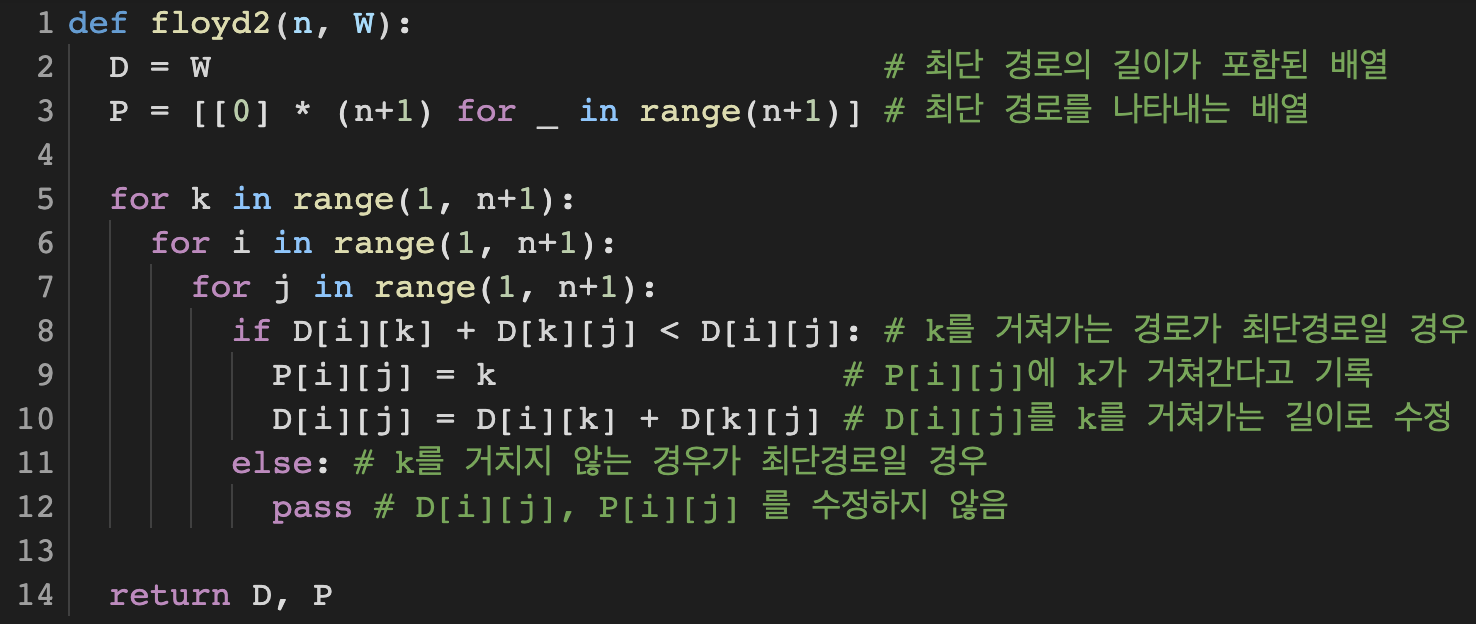 1 def floyd2(n, W):
2 D = W # 최단 경로의 길이가 포함된 배열
3 P = [[0] * (n+1) for _ in range(n+1)] # 최단 경로를 나타내는 배열
4
5 for k in range(1, n+1):
6 for i in range(1, n+1):
7 for j in range(1, n+1):
8 if D[i][k] + D[k][j] < D[i][j]: # k를 거쳐가는 경로가 최단경로일 경우
9 P[i][j] = k # P[i][j]에 k가 거쳐간다고 기록
10 D[i][j] = D[i][k] + D[k][j] # D[i][j]를 k를 거쳐가는 길이로 수정
11 else: # k를 거치지 않는 경우가 최단경로일 경우
12 pass # D[i][j], P[i][j] 를 수정하지 않음
13
14 return D, P